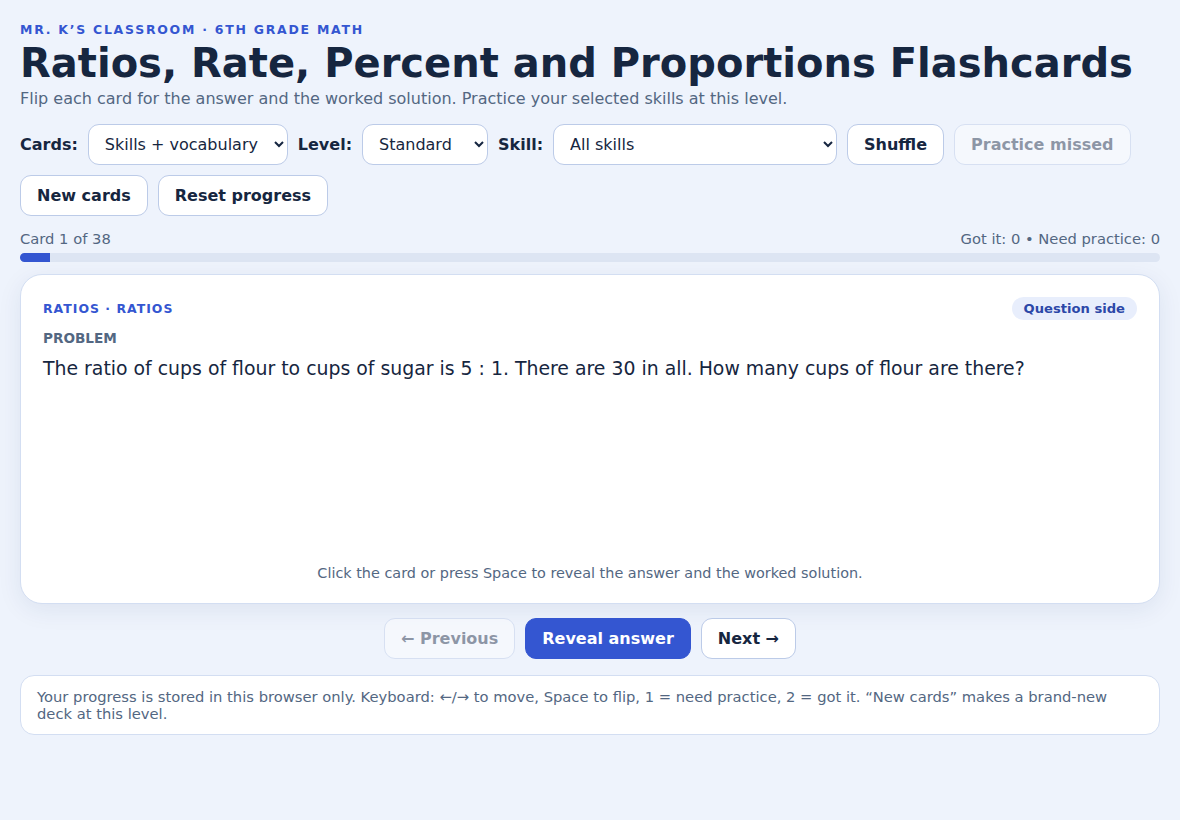 MR. K’S CLASSROOM · 6TH GRADE MATH
Ratios, Rate, Percent and Proportions Flashcards
Flip each card for the answer and the worked solution. Practice your selected skills at this level.
Cards: Skills + vocabulary Level: Standard Skill: All skills Shuffle Practice missed
New cards Reset progress
Card 1 of 38 Got it: 0 • Need practice: 0
RATIOS · RATIOS Question side
PROBLEM
The ratio of cups of flour to cups of sugar is 5 : 1. There are 30 in all. How many cups of flour are there?
Click the card or press Space to reveal the answer and the worked solution.
← Previous Reveal answer Next →
Your progress is stored in this browser only. Keyboard: ←/→ to move, Space to flip, 1 = need practice, 2 = got it. “New cards” makes a brand-new
deck at this level.